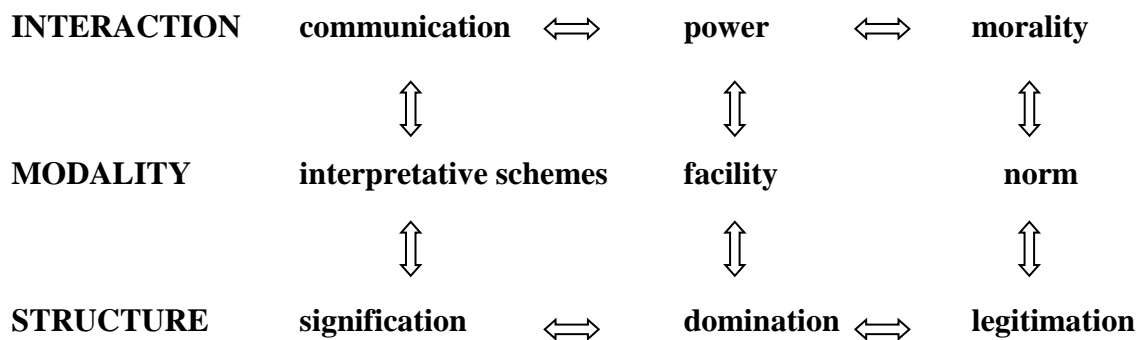 INTERACTION communication power morality
MODALITY interpretative schemes facility norm
STRUCTURE signification domination legitimation